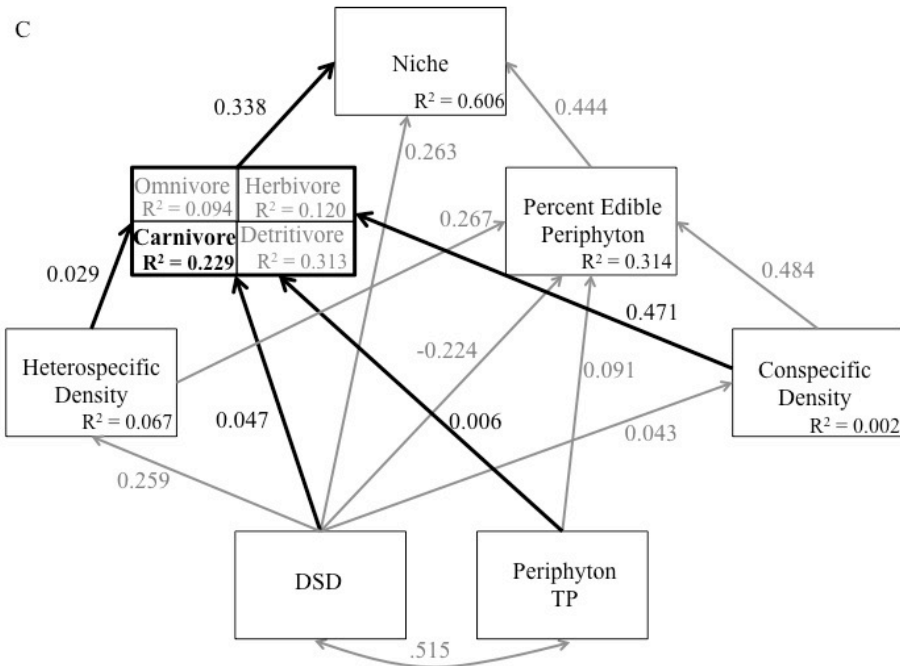 C
Niche
R² = 0.606
0.338
0.444
0.263
Omnivore
R² = 0.094
Herbivore
R² = 0.120
Carnivore
R² = 0.229
Detritivore
R² = 0.313
0.267
Percent Edible
Periphyton
R² = 0.314
0.029
0.484
0.471
Heterospecific
Density
R² = 0.067
-0.224
0.091
Conspecific
Density
R² = 0.002
0.047
0.006
0.043
0.259
DSD
Periphyton
TP
.515